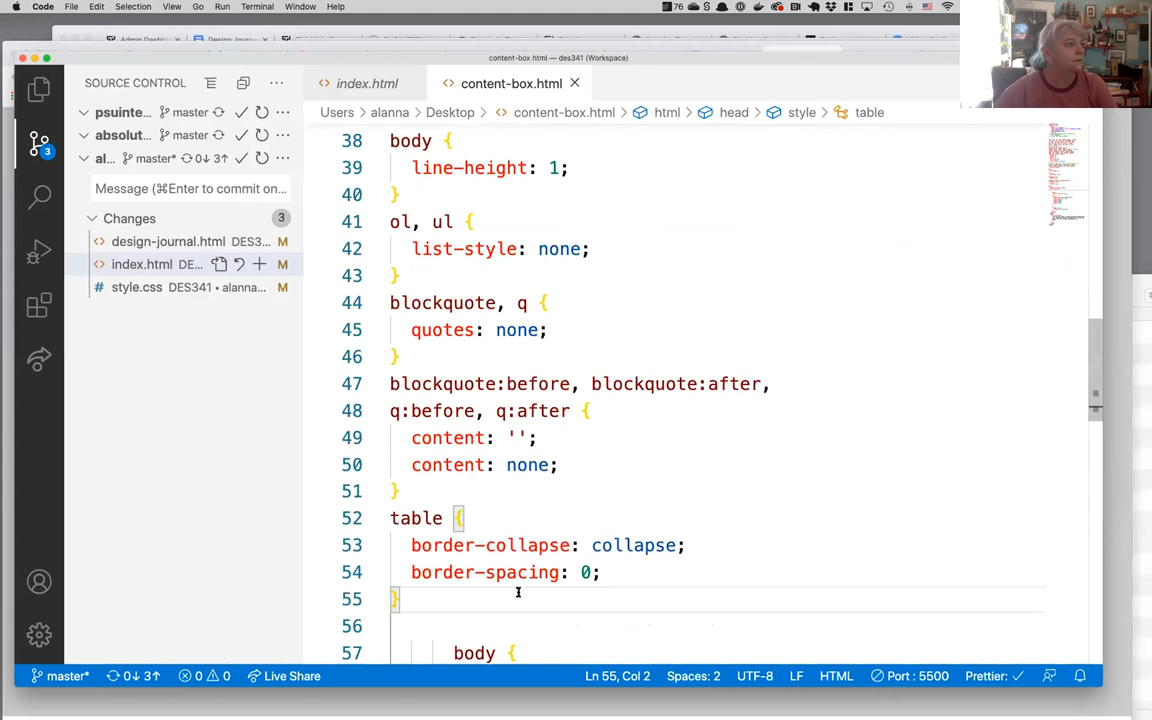 Code File Edit Selection View Go Run Terminal Window Help
76
content-box.html — des341 (Workspace)
SOURCE CONTROL
index.html content-box.html
psuinte... master
absolut... master
al... master* 0↓ 3↑
Message (⌘Enter to commit on...
Changes 3
design-journal.html DES3... M
index.html DE... M
style.css DES341 • alanna... M
3
Users > alanna > Desktop > content-box.html > html > head > style > table
38 body {
39 line-height: 1;
40 }
41 ol, ul {
42 list-style: none;
43 }
44 blockquote, q {
45 quotes: none;
46 }
47 blockquote:before, blockquote:after,
48 q:before, q:after {
49 content: '';
50 content: none;
51 }
52 table {
53 border-collapse: collapse;
54 border-spacing: 0;
55 }
56
57 body {
master* 0↓ 3↑ 0 0 Live Share Ln 55, Col 2 Spaces: 2 UTF-8 LF HTML Port : 5500 Prettier: ✓